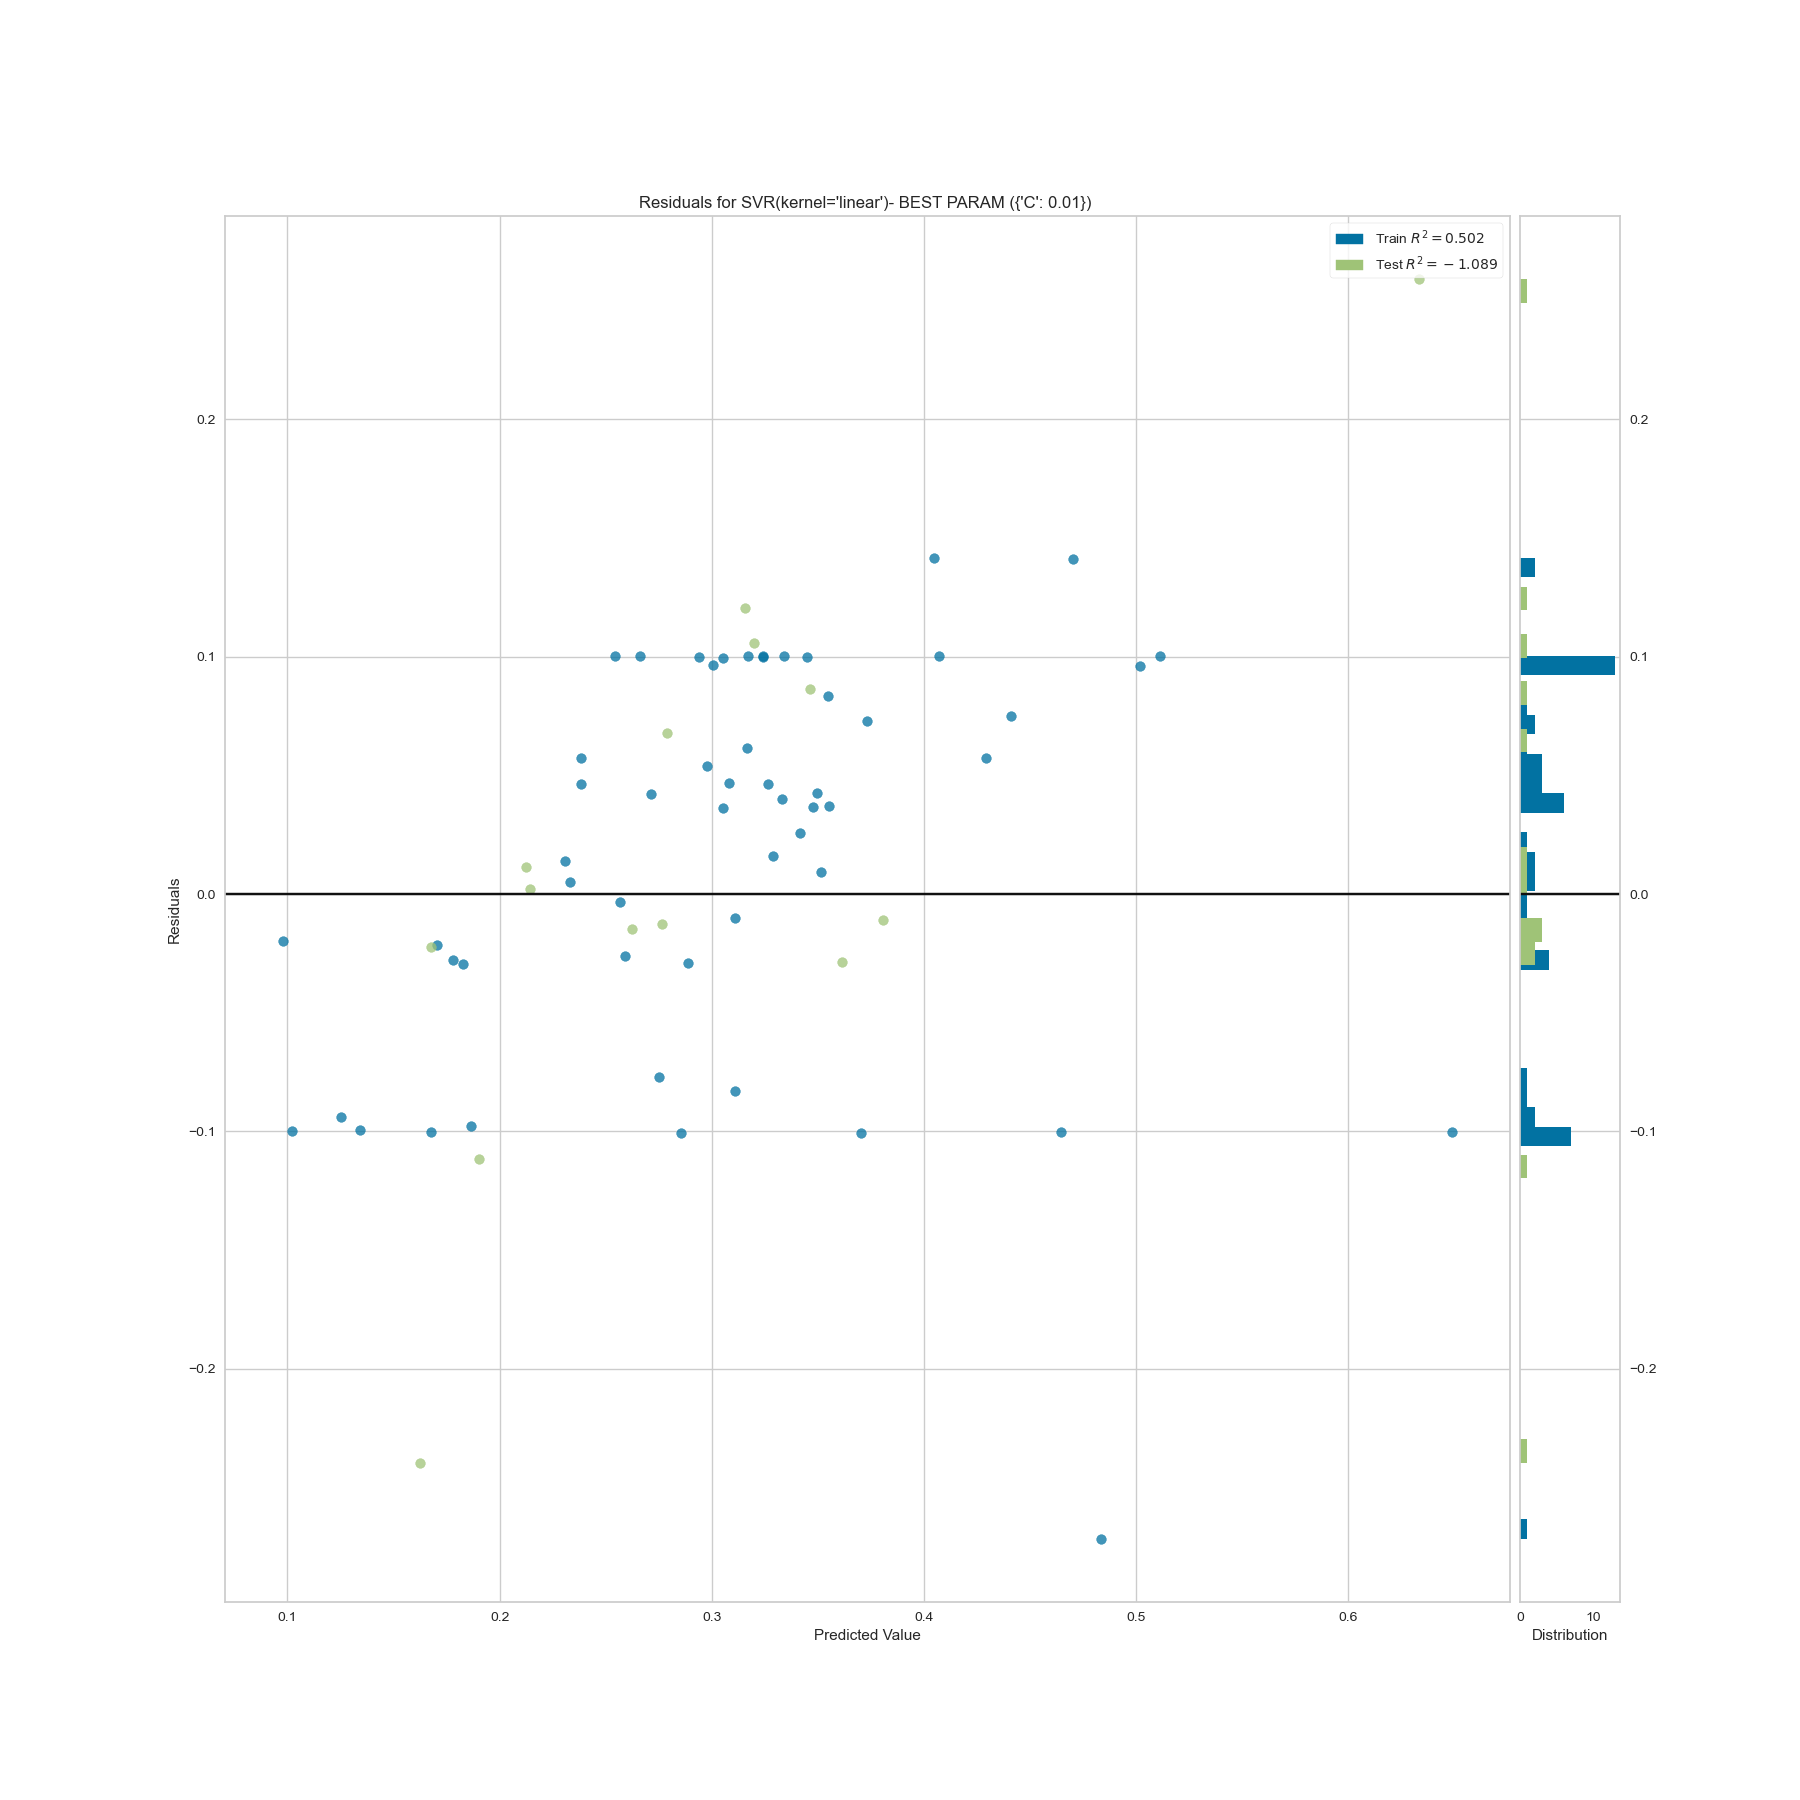 Residuals for SVR(kernel='linear')- BEST PARAM ({'C': 0.01})
Train R² = 0.502
Test R² = −1.089
Residuals
0.2
0.1
0.0
−0.1
−0.2
0.2
0.1
0.0
−0.1
−0.2
0.1 0.2 0.3 0.4 0.5 0.6
0 10
Predicted Value
Distribution